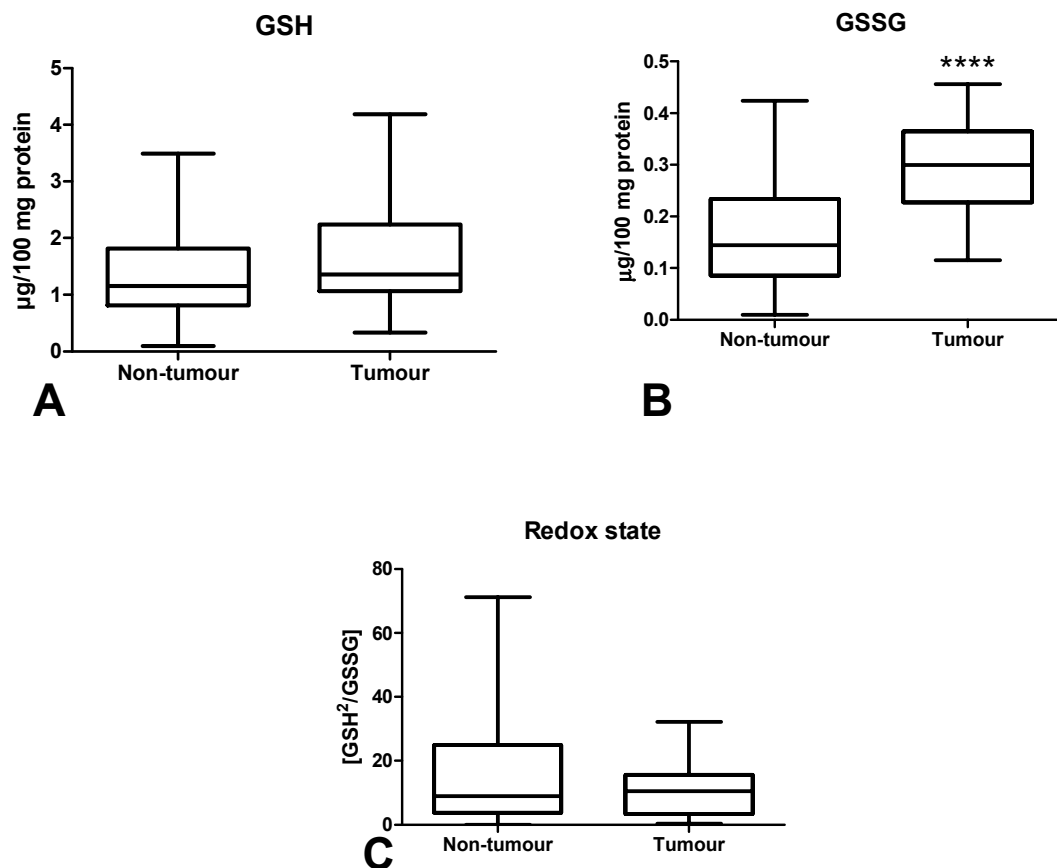 GSH
µg/100 mg protein
5
4
3
2
1
0
Non-tumour Tumour
A
GSSG
µg/100 mg protein
0.5
0.4
0.3
0.2
0.1
0.0
****
Non-tumour Tumour
B
Redox state
[GSH²/GSSG]
80
60
40
20
0
Non-tumour Tumour
C